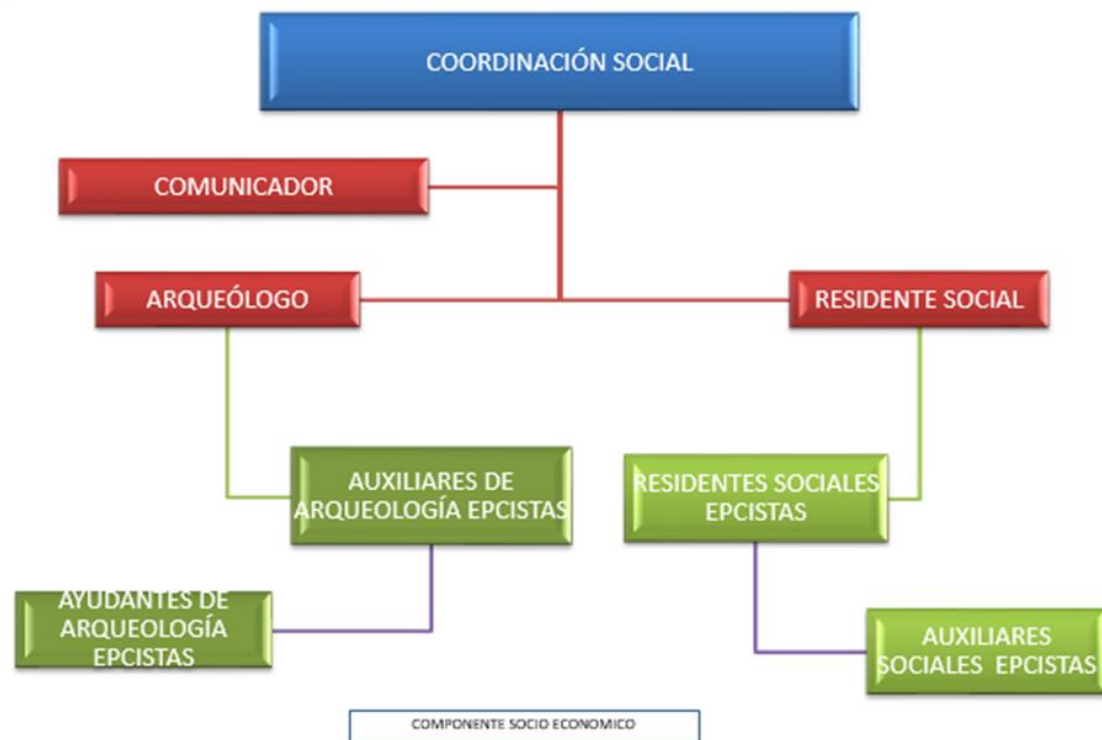 COORDINACIÓN SOCIAL
COMUNICADOR
ARQUEÓLOGO
RESIDENTE SOCIAL
AUXILIARES DE
ARQUEOLOGÍA EPCISTAS
RESIDENTES SOCIALES
EPCISTAS
AYUDANTES DE
ARQUEOLOGÍA
EPCISTAS
AUXILIARES
SOCIALES EPCISTAS
COMPONENTE SOCIO ECONOMICO